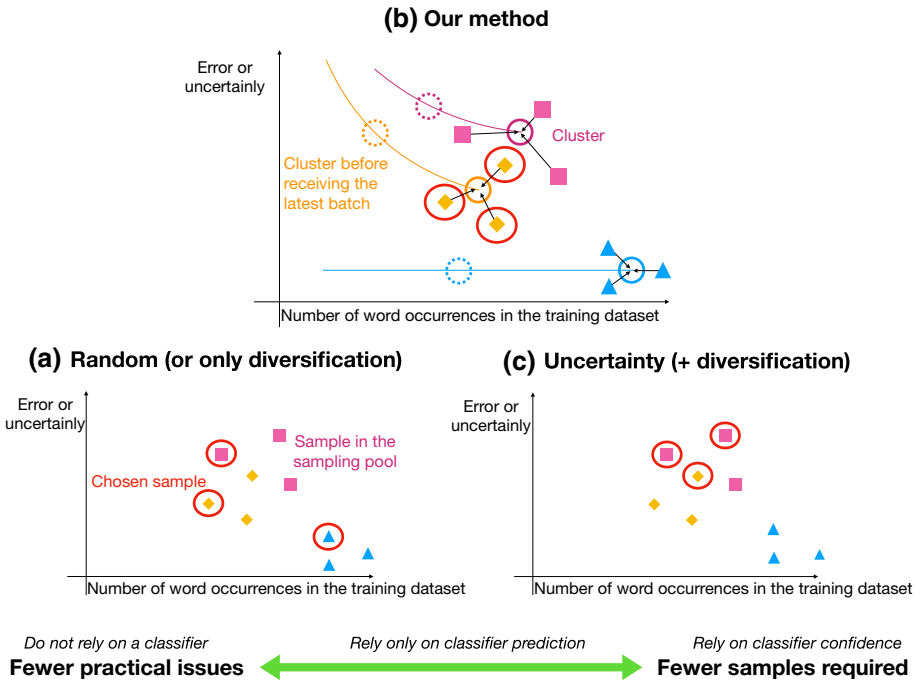 (b) Our method
Error or
uncertainly
Cluster
Cluster before
receiving the
latest batch
Number of word occurrences in the training dataset
(a) Random (or only diversification)
Error or
uncertainly
Sample in the
sampling pool
Chosen sample
Number of word occurrences in the training dataset
(c) Uncertainty (+ diversification)
Error or
uncertainly
Number of word occurrences in the training dataset
Do not rely on a classifier
Fewer practical issues
Rely only on classifier prediction
Rely on classifier confidence
Fewer samples required